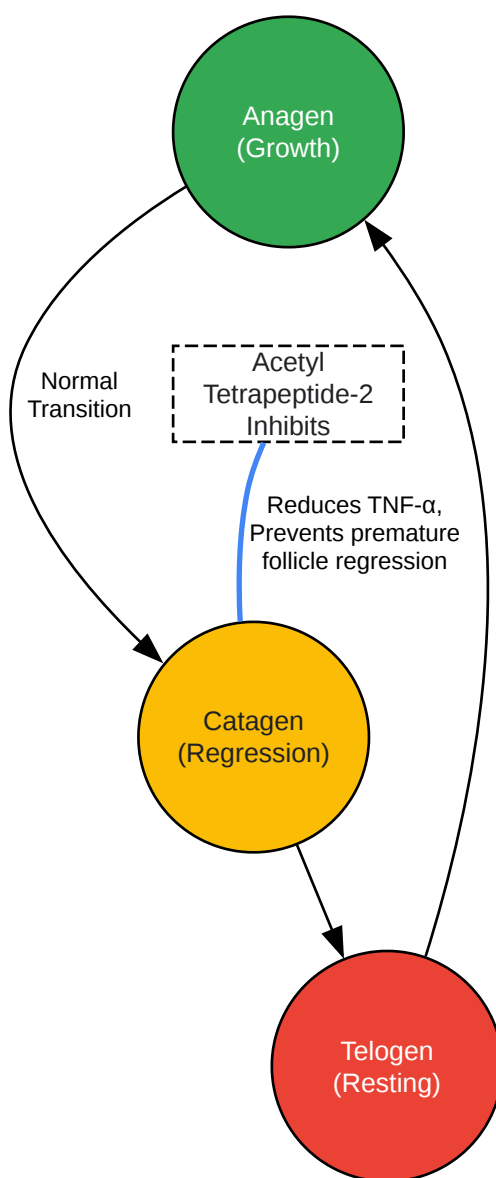 Anagen
(Growth)
Normal
Transition
Acetyl
Tetrapeptide-2
Inhibits
Reduces TNF-α,
Prevents premature
follicle regression
Catagen
(Regression)
Telogen
(Resting)